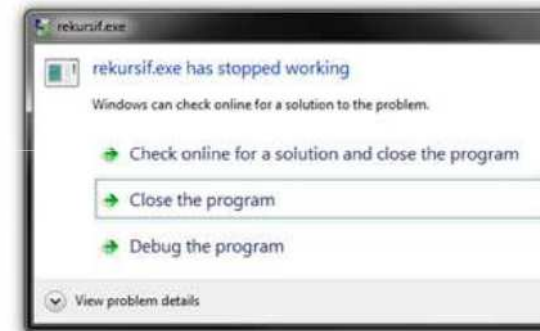 rekursif.exe
rekursif.exe has stopped working
Windows can check online for a solution to the problem.
Check online for a solution and close the program
Close the program
Debug the program
View problem details